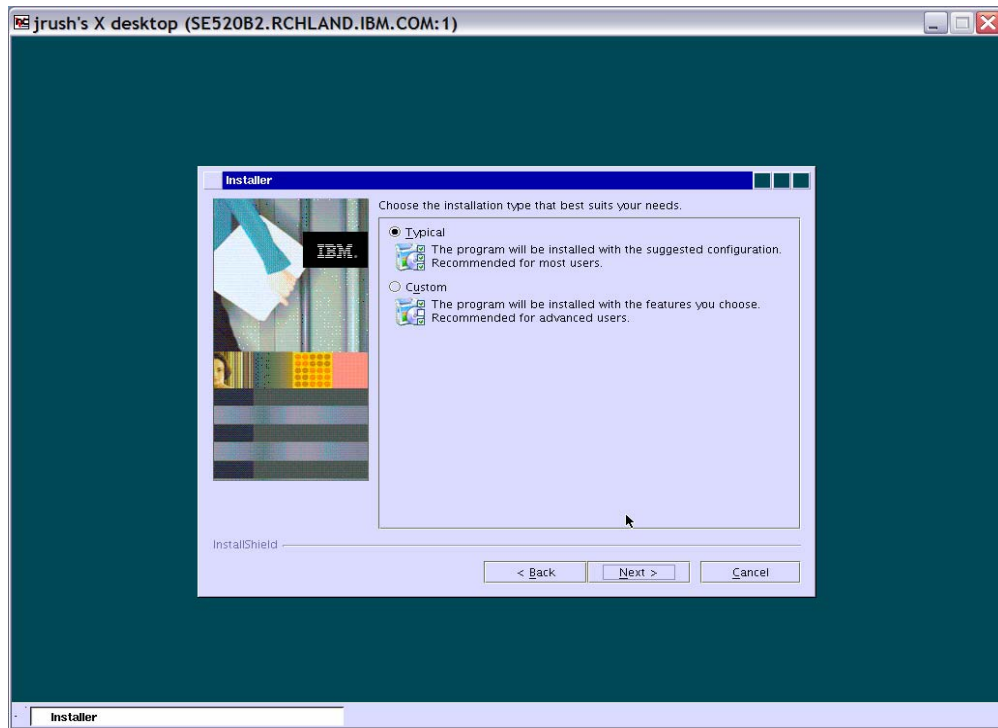 jrush's X desktop (SE520B2.RCHLAND.IBM.COM:1)
Installer
IBM.
Choose the installation type that best suits your needs.
Typical
The program will be installed with the suggested configuration.
Recommended for most users.
Custom
The program will be installed with the features you choose.
Recommended for advanced users.
InstallShield
< Back
Next >
Cancel
Installer